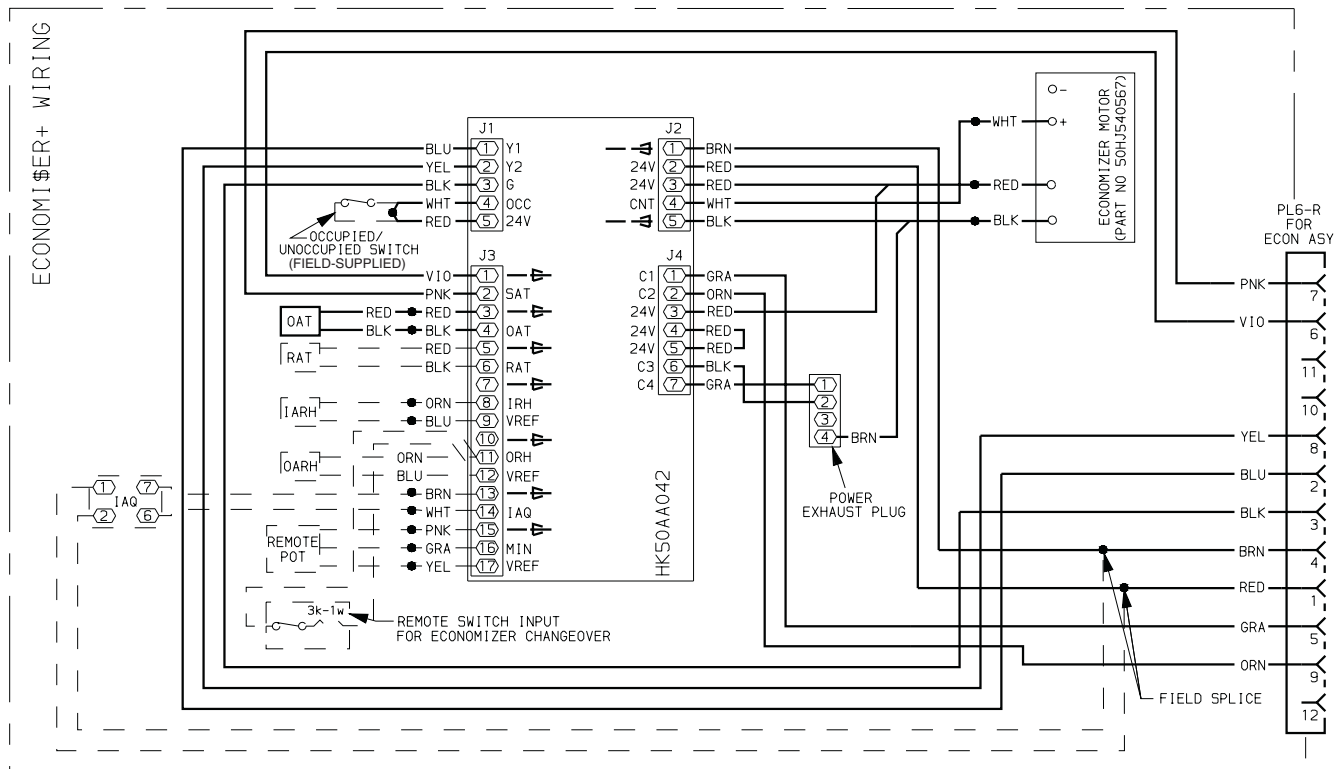 ECONOMI$ER+ WIRING
J1
BLU 1 Y1
YEL 2 Y2
BLK 3 G
WHT 4 OCC
RED 5 24V
OCCUPIED/
UNOCCUPIED SWITCH
(FIELD-SUPPLIED)
J2
1 BRN
24V 2 RED
24V 3 RED
CNT 4 WHT
5 BLK
J3
VIO 1
PNK 2 SAT
OAT RED RED 3
BLK BLK 4 OAT
RAT RED 5
BLK 6 RAT
7
IARH ORN 8 IRH
BLU 9 VREF
10
OARH ORN 11 ORH
BLU 12 VREF
BRN 13
WHT 14 IAQ
PNK 15
REMOTE
POT
GRA 16 MIN
YEL 17 VREF
1 7
IAQ
2 6
3k-1w
REMOTE SWITCH INPUT
FOR ECONOMIZER CHANGEOVER
J4
C1 1 GRA
C2 2 ORN
24V 3 RED
24V 4 RED
24V 5 RED
C3 6 BLK
C4 7 GRA
HK50AA042
1
2
3
4 BRN
POWER
EXHAUST PLUG
-
WHT +
RED
BLK
ECONOMIZER MOTOR
(PART NO 50HJ540567)
PL6-R
FOR
ECON ASY
PNK 7
VIO 6
11
10
YEL 8
BLU 2
BLK 3
BRN 4
RED 1
GRA 5
ORN 9
12
FIELD SPLICE